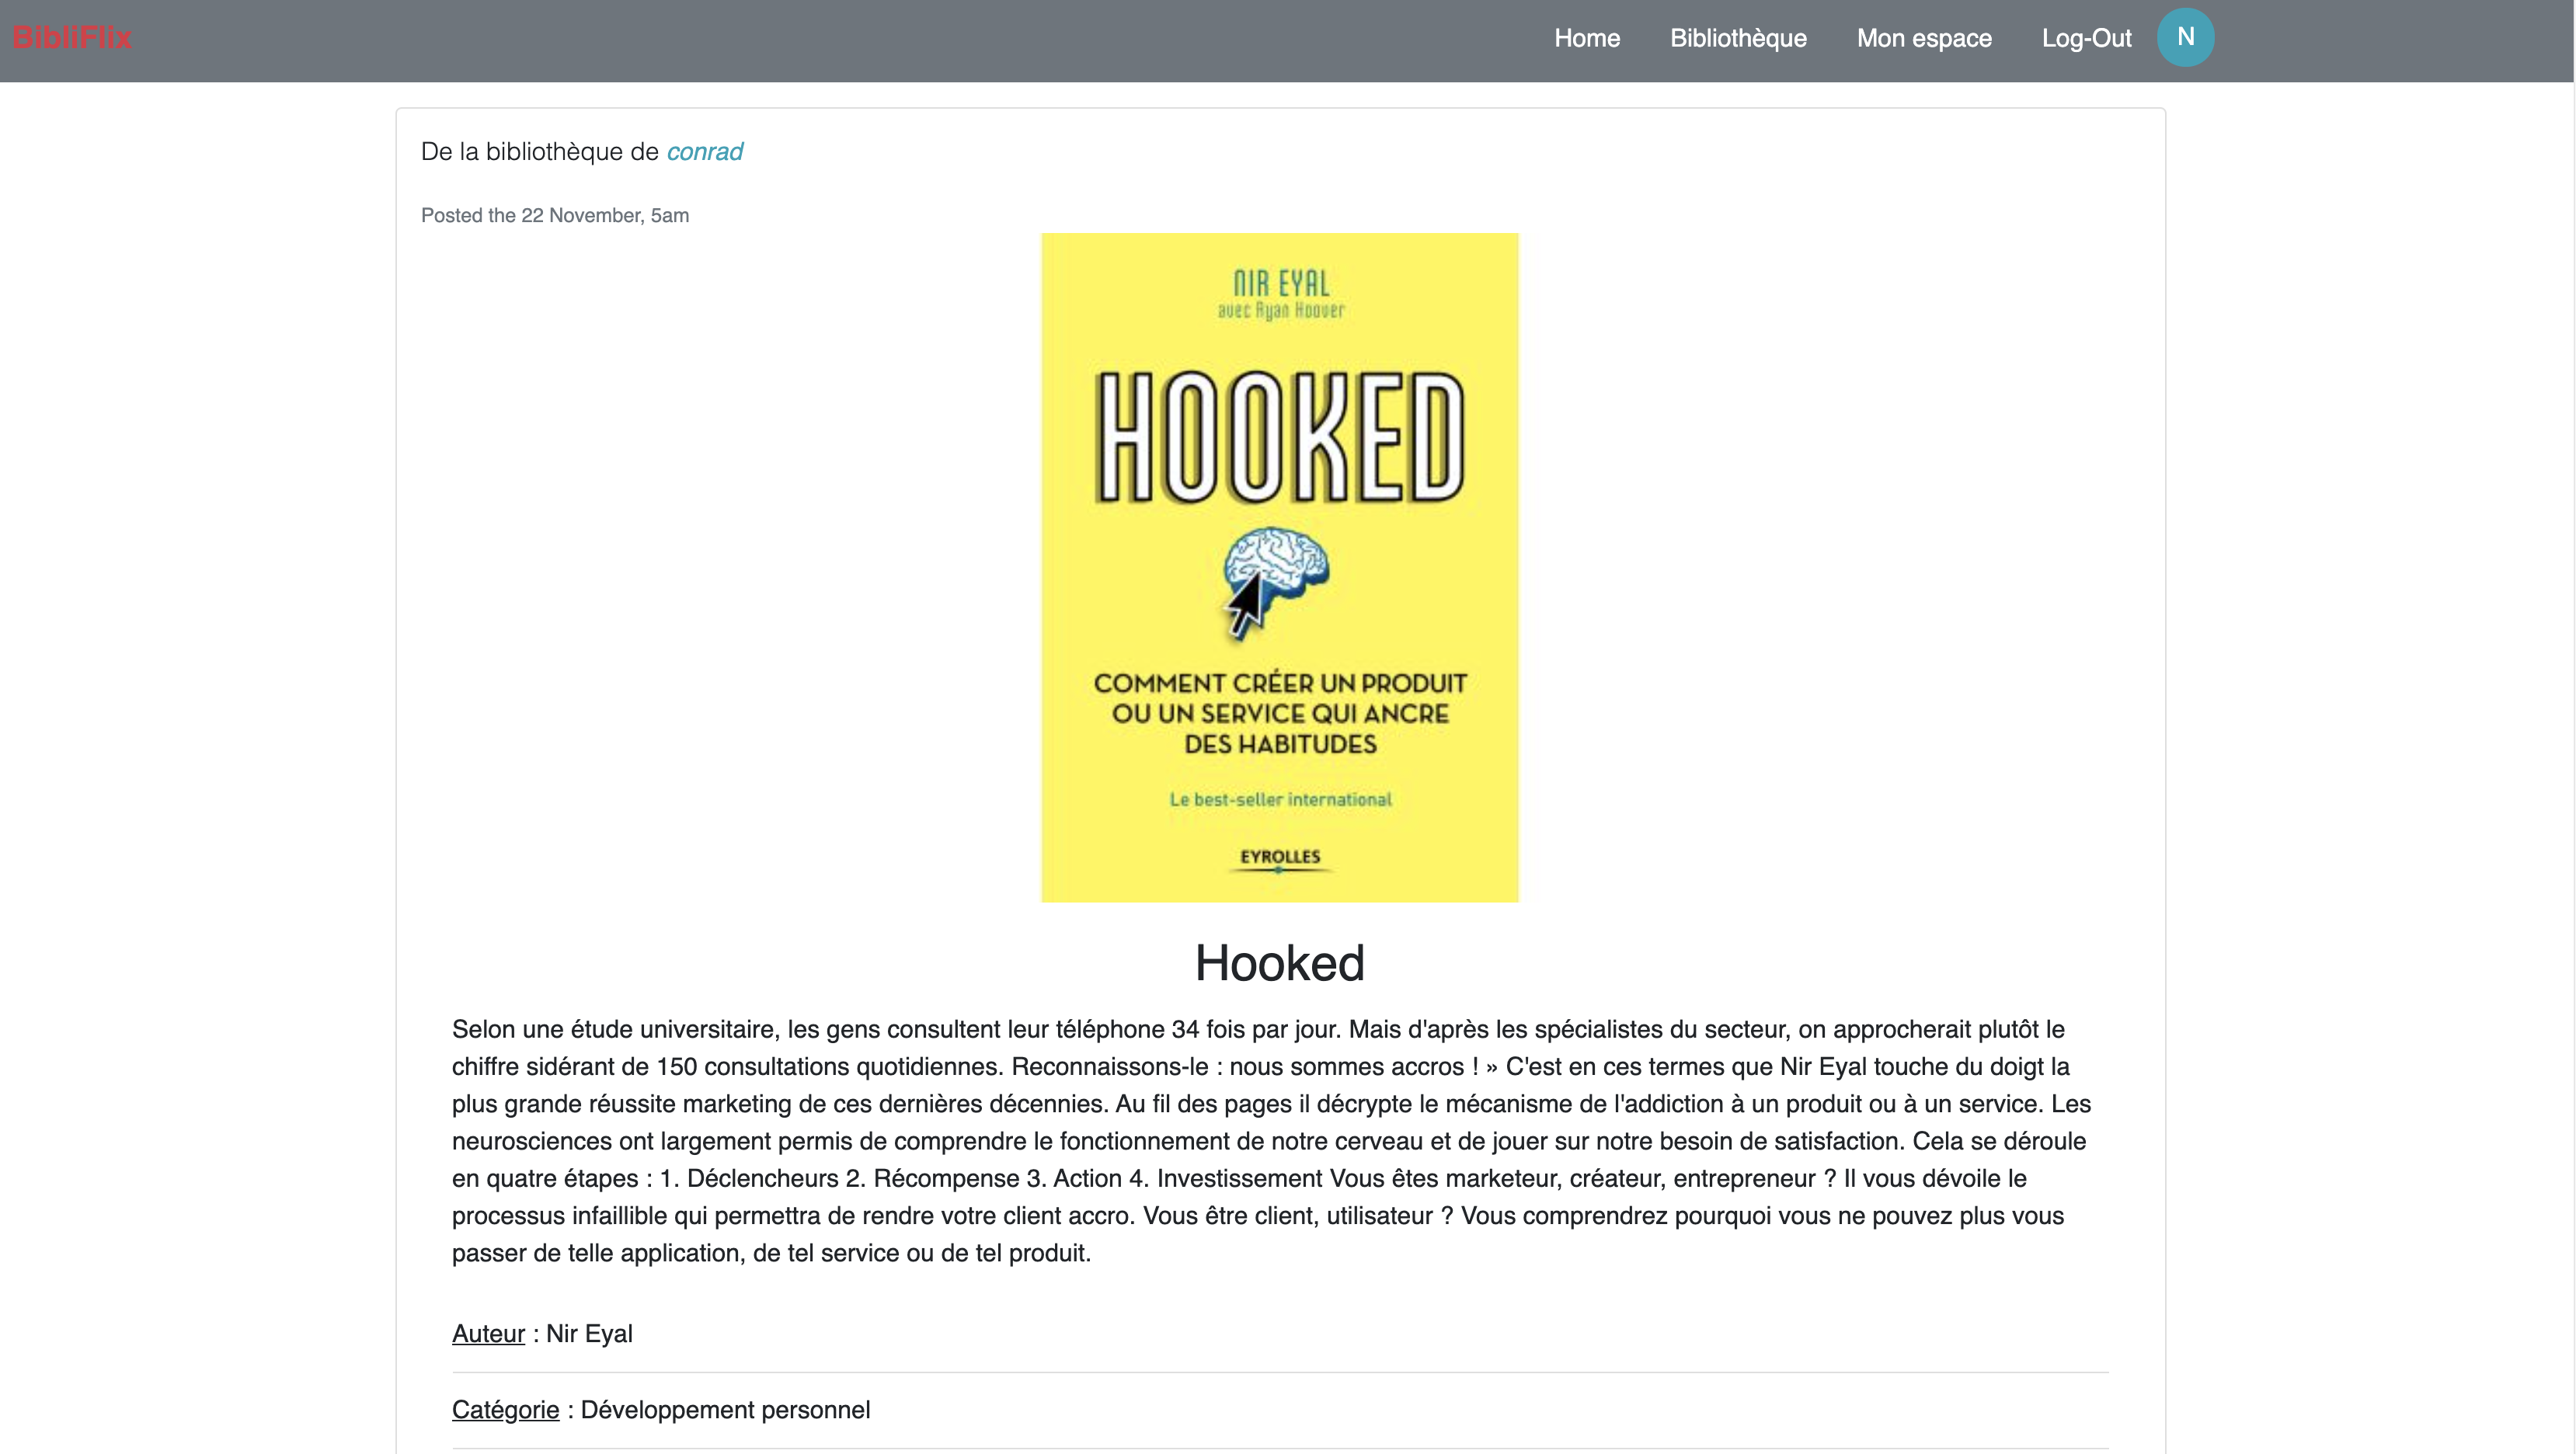 BibliFlix
Home Bibliothèque Mon espace Log-Out N
De la bibliothèque de conrad
Posted the 22 November, 5am
NIR EYAL
avec Ryan Hoover
HOOKED
COMMENT CRÉER UN PRODUIT
OU UN SERVICE QUI ANCRE
DES HABITUDES
Le best-seller international
EYROLLES
Hooked
Selon une étude universitaire, les gens consultent leur téléphone 34 fois par jour. Mais d'après les spécialistes du secteur, on approcherait plutôt le
chiffre sidérant de 150 consultations quotidiennes. Reconnaissons-le : nous sommes accros ! » C'est en ces termes que Nir Eyal touche du doigt la
plus grande réussite marketing de ces dernières décennies. Au fil des pages il décrypte le mécanisme de l'addiction à un produit ou à un service. Les
neurosciences ont largement permis de comprendre le fonctionnement de notre cerveau et de jouer sur notre besoin de satisfaction. Cela se déroule
en quatre étapes : 1. Déclencheurs 2. Récompense 3. Action 4. Investissement Vous êtes marketeur, créateur, entrepreneur ? Il vous dévoile le
processus infaillible qui permettra de rendre votre client accro. Vous être client, utilisateur ? Vous comprendrez pourquoi vous ne pouvez plus vous
passer de telle application, de tel service ou de tel produit.
Auteur : Nir Eyal
Catégorie : Développement personnel